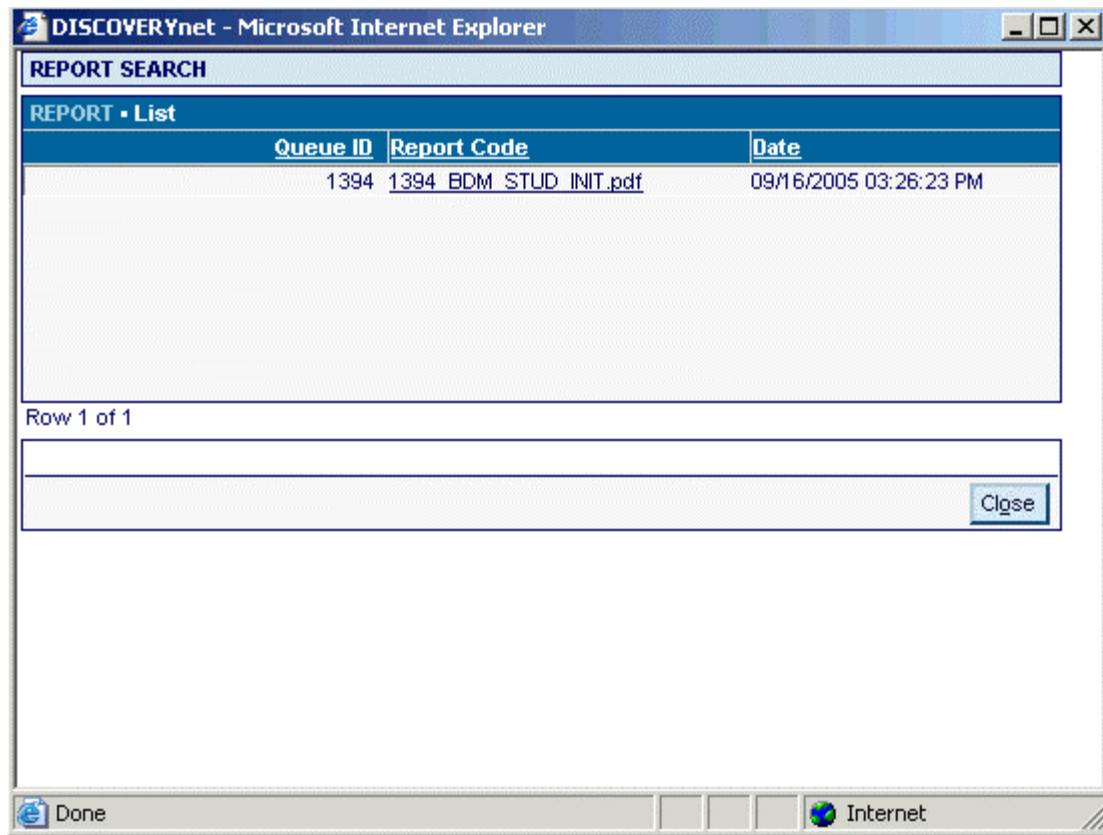 DISCOVERYnet - Microsoft Internet Explorer
REPORT SEARCH
REPORT ▪ List
Queue ID Report Code Date
1394 1394_BDM_STUD_INIT.pdf 09/16/2005 03:26:23 PM
Row 1 of 1
Close
Done Internet